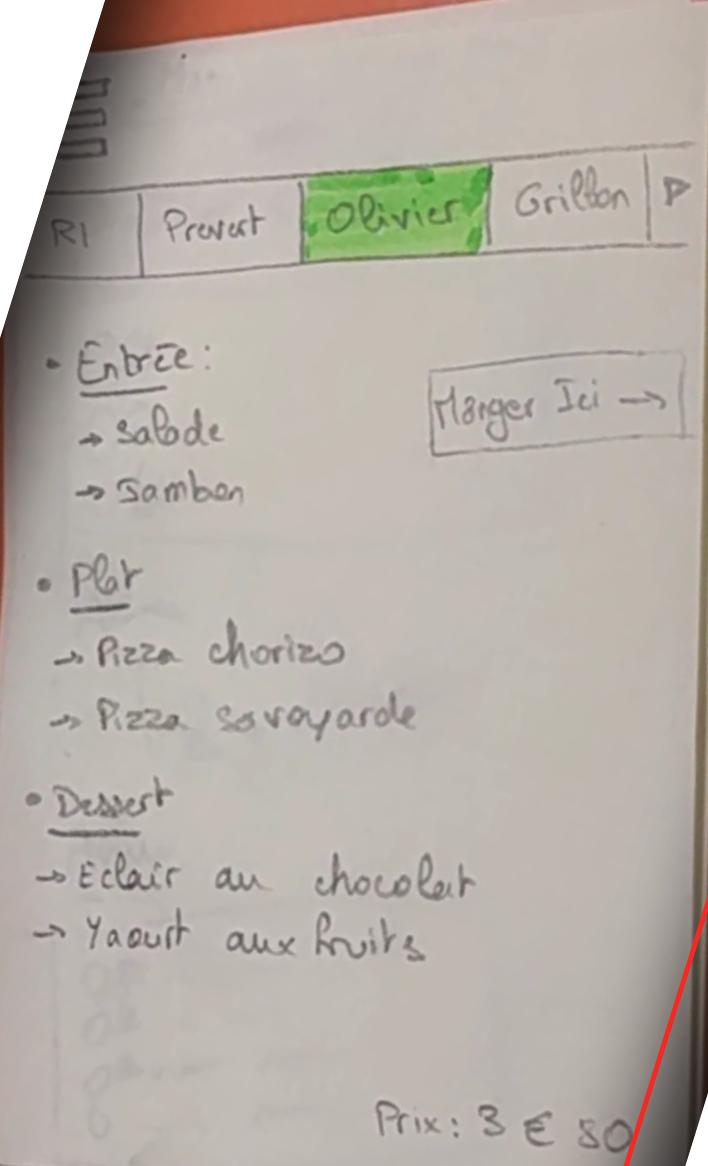 RI Prevert Olivier Grillon
• Entrée:
Manger Ici →
→ Salade
→ Jambon
• Plat
→ Pizza chorizo
→ Pizza savoyarde
• Dessert
→ Eclair au chocolat
→ Yaourt aux fruits
Prix: 3 € 80